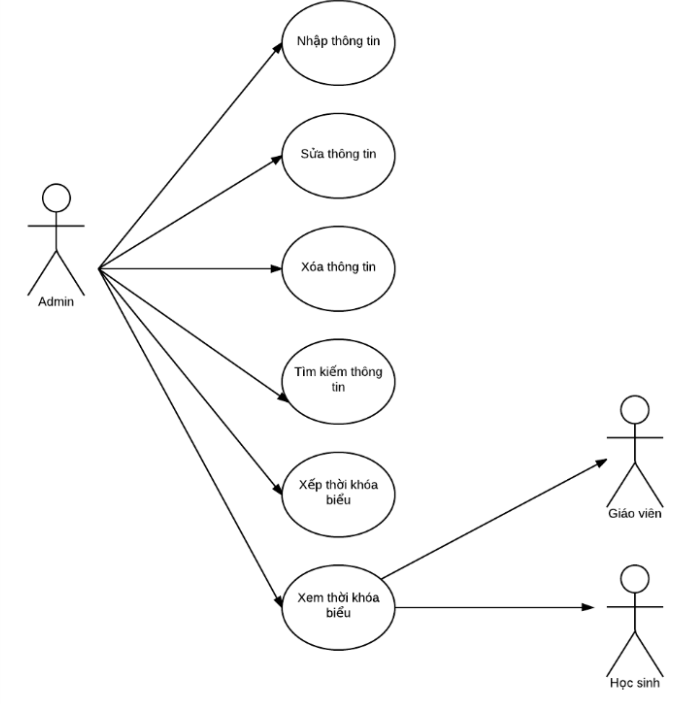 Nhập thông tin
Sửa thông tin
Xóa thông tin
Admin
Tìm kiếm thông
tin
Xếp thời khóa
biểu
Giáo viên
Xem thời khóa
biểu
Học sinh